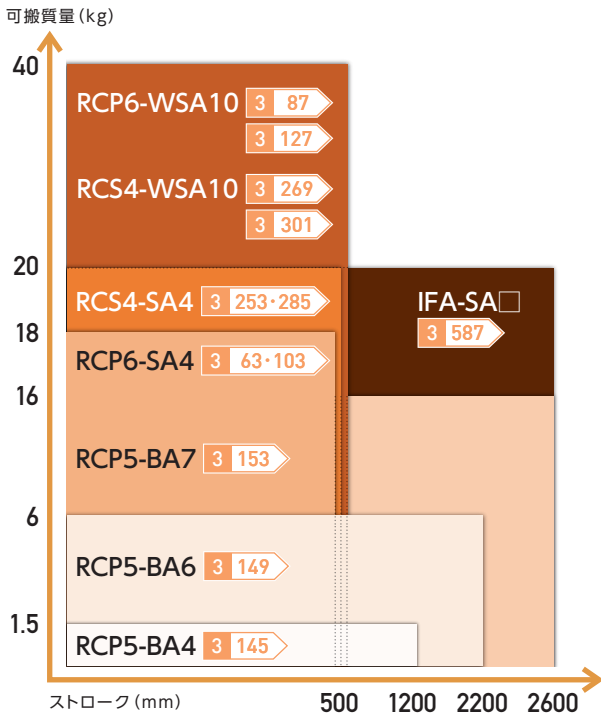 可搬質量(kg)
40
RCP6-WSA10 3 87
3 127
RCS4-WSA10 3 269
3 301
20
RCS4-SA4 3 253・285
IFA-SA□
3 587
18
RCP6-SA4 3 63・103
16
RCP5-BA7 3 153
6
RCP5-BA6 3 149
1.5
RCP5-BA4 3 145
ストローク(mm) 500 1200 2200 2600